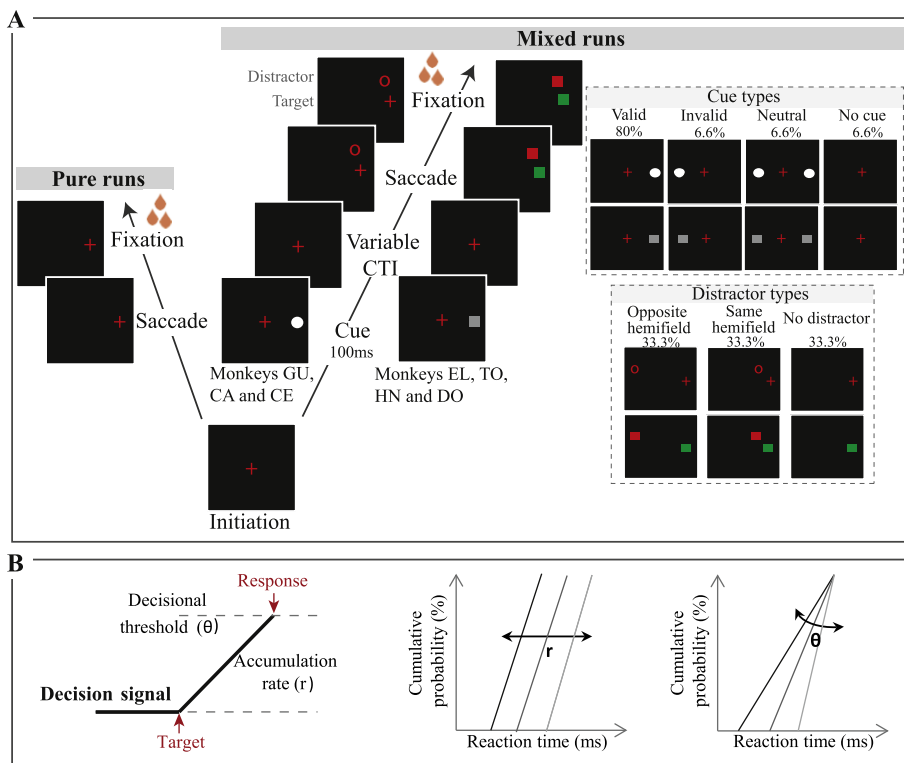 A
Mixed runs
Distractor
Target
Fixation
Saccade
Variable
CTI
Cue
100ms
Pure runs
Fixation
Saccade
Monkeys GU,
CA and CE
Monkeys EL, TO,
HN and DO
Initiation
Cue types
Valid Invalid Neutral No cue
80% 6.6% 6.6% 6.6%
Distractor types
Opposite hemifield 33.3%
Same hemifield 33.3%
No distractor 33.3%
B
Response
Decisional
threshold (θ)
Accumulation
rate (r)
Decision signal
Target
Cumulative
probability (%)
r
Reaction time (ms)
Cumulative
probability (%)
θ
Reaction time (ms)